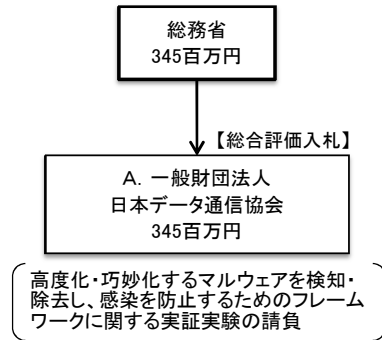 総務省
345百万円
【総合評価入札】
A. 一般財団法人
日本データ通信協会
345百万円
高度化・巧妙化するマルウェアを検知・
除去し、感染を防止するためのフレーム
ワークに関する実証実験の請負